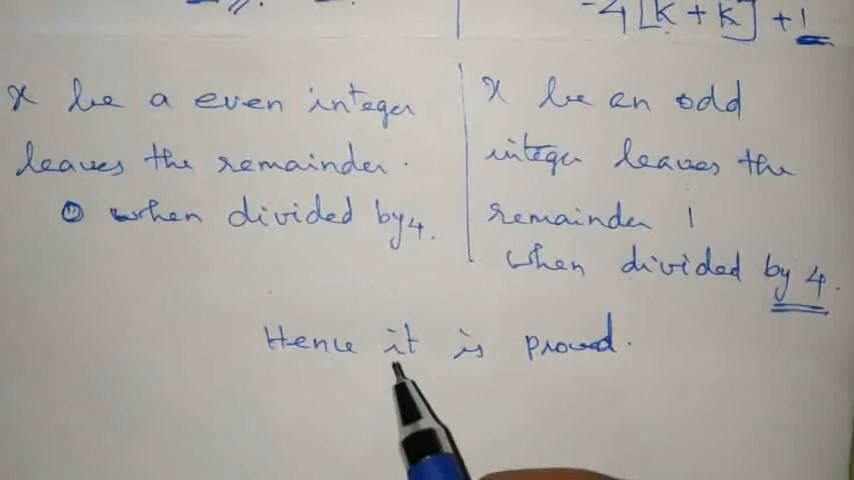 -4[K + K] + 1
x be a even integer
leaves the remainder.
0 when divided by 4.
x be an odd
integer leaves the
remainder 1
when divided by 4.
Hence it is proved.